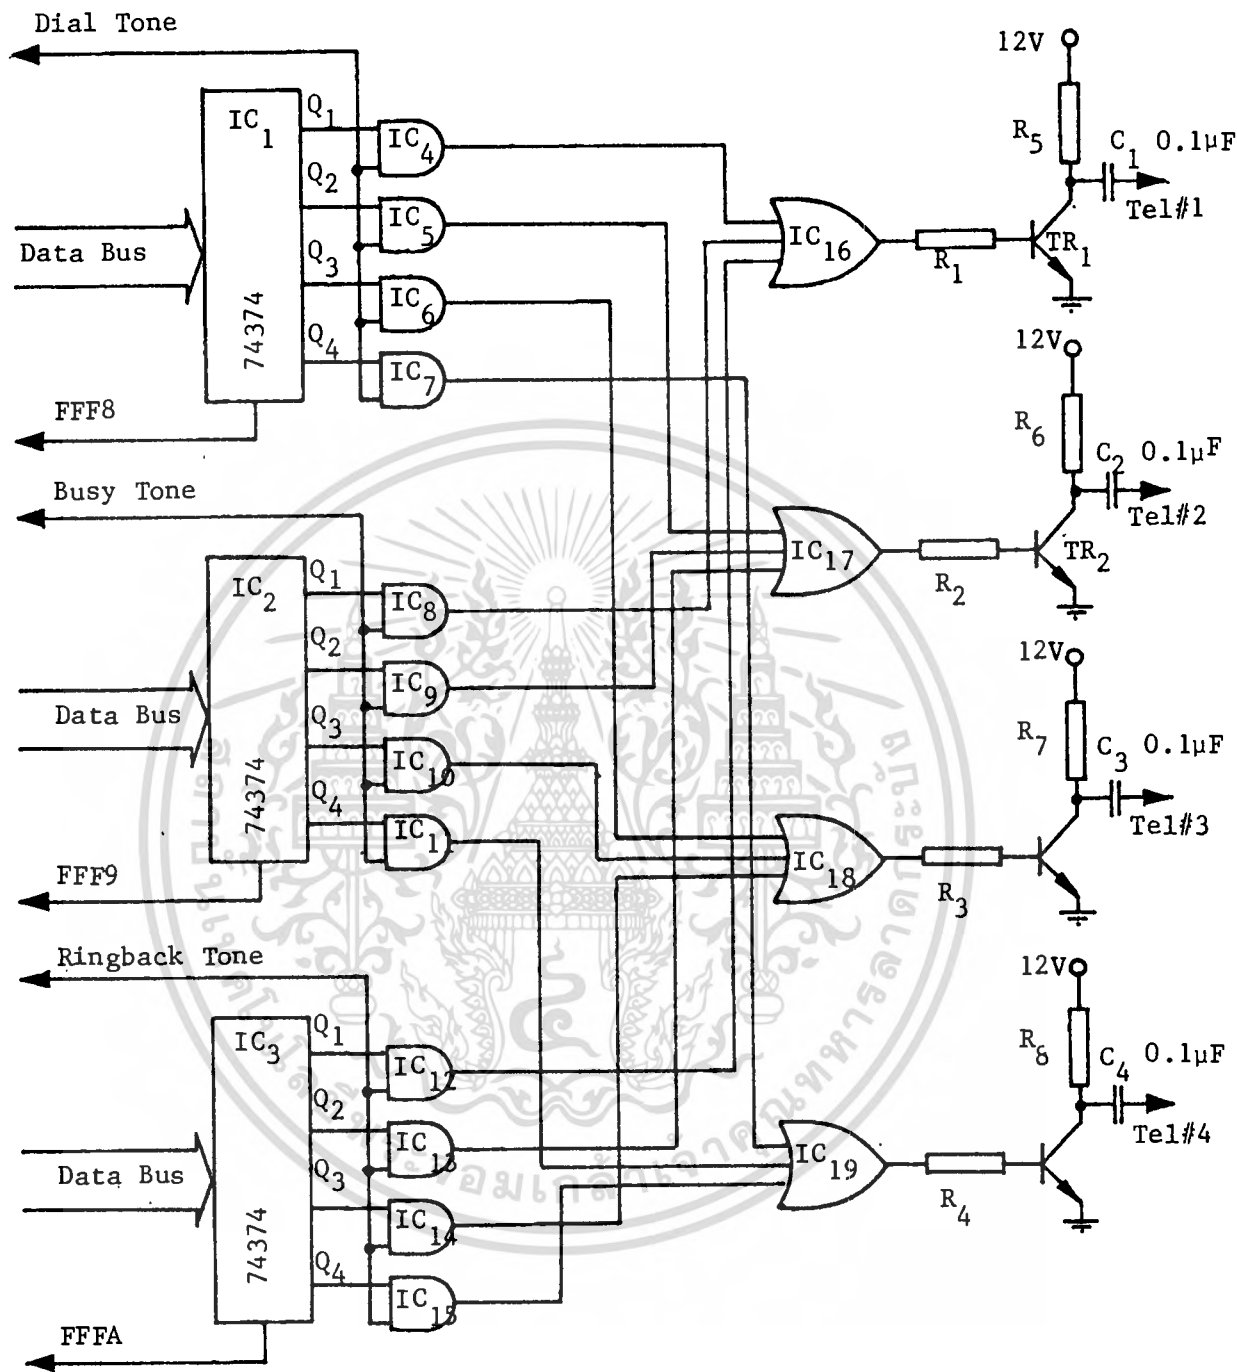 Dial Tone
IC1
74374
Data Bus
Q1
Q2
Q3
Q4
FFF8
IC4
IC5
IC6
IC7
Busy Tone
IC2
74374
Data Bus
Q1
Q2
Q3
Q4
FFF9
IC8
IC9
IC10
IC11
Ringback Tone
IC3
74374
Data Bus
Q1
Q2
Q3
Q4
FFFA
IC12
IC13
IC14
IC15
IC16
IC17
IC18
IC19
12V
R5
C1 0.1µF
Tel#1
R1
TR1
12V
R6
C2 0.1µF
Tel#2
R2
TR2
12V
R7
C3 0.1µF
Tel#3
R3
12V
R8
C4 0.1µF
Tel#4
R4